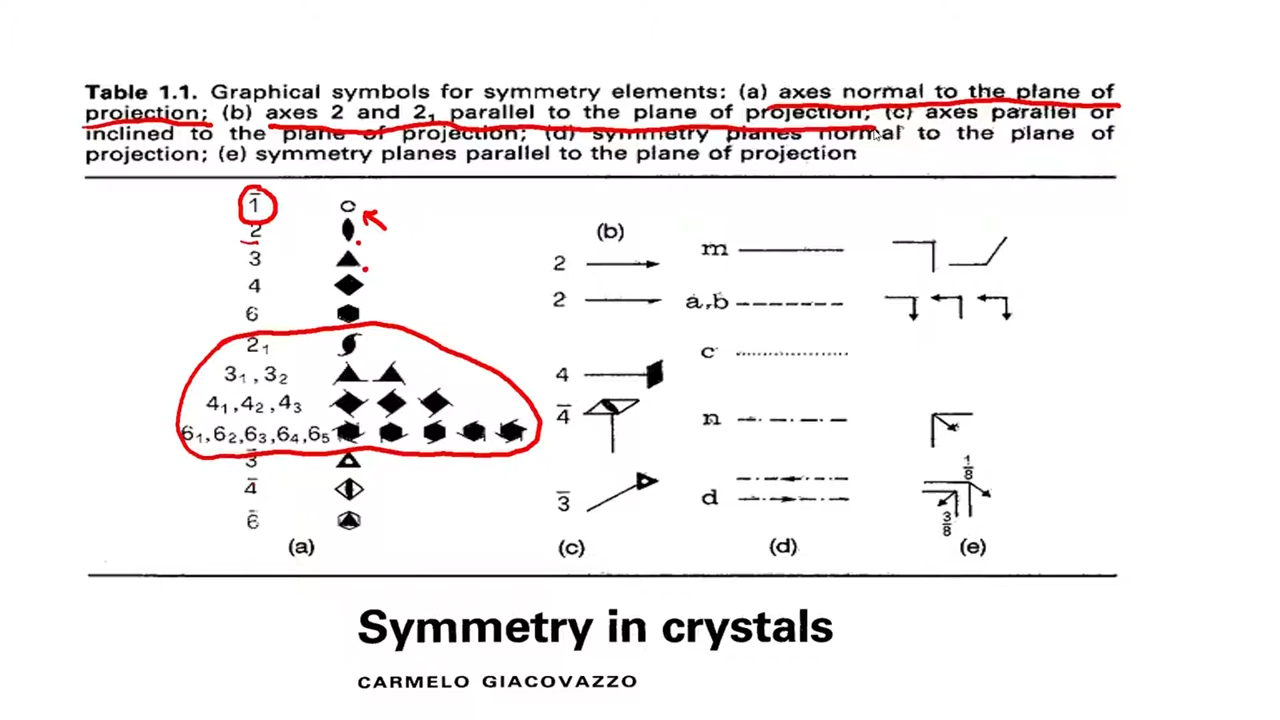 Table 1.1. Graphical symbols for symmetry elements: (a) axes normal to the plane of
projection; (b) axes 2 and 2₁ parallel to the plane of projection; (c) axes parallel or
inclined to the plane of projection; (d) symmetry planes normal to the plane of
projection; (e) symmetry planes parallel to the plane of projection
1̅
2
3
4
6
2₁
3₁, 3₂
4₁, 4₂, 4₃
6₁, 6₂, 6₃, 6₄, 6₅
3̅
4̅
6̅
(a)
(b)
2
2
4
4̅
3̅
(c)
m
a,b
c
n
d
(d)
1/8
3/8
(e)
Symmetry in crystals
CARMELO GIACOVAZZO